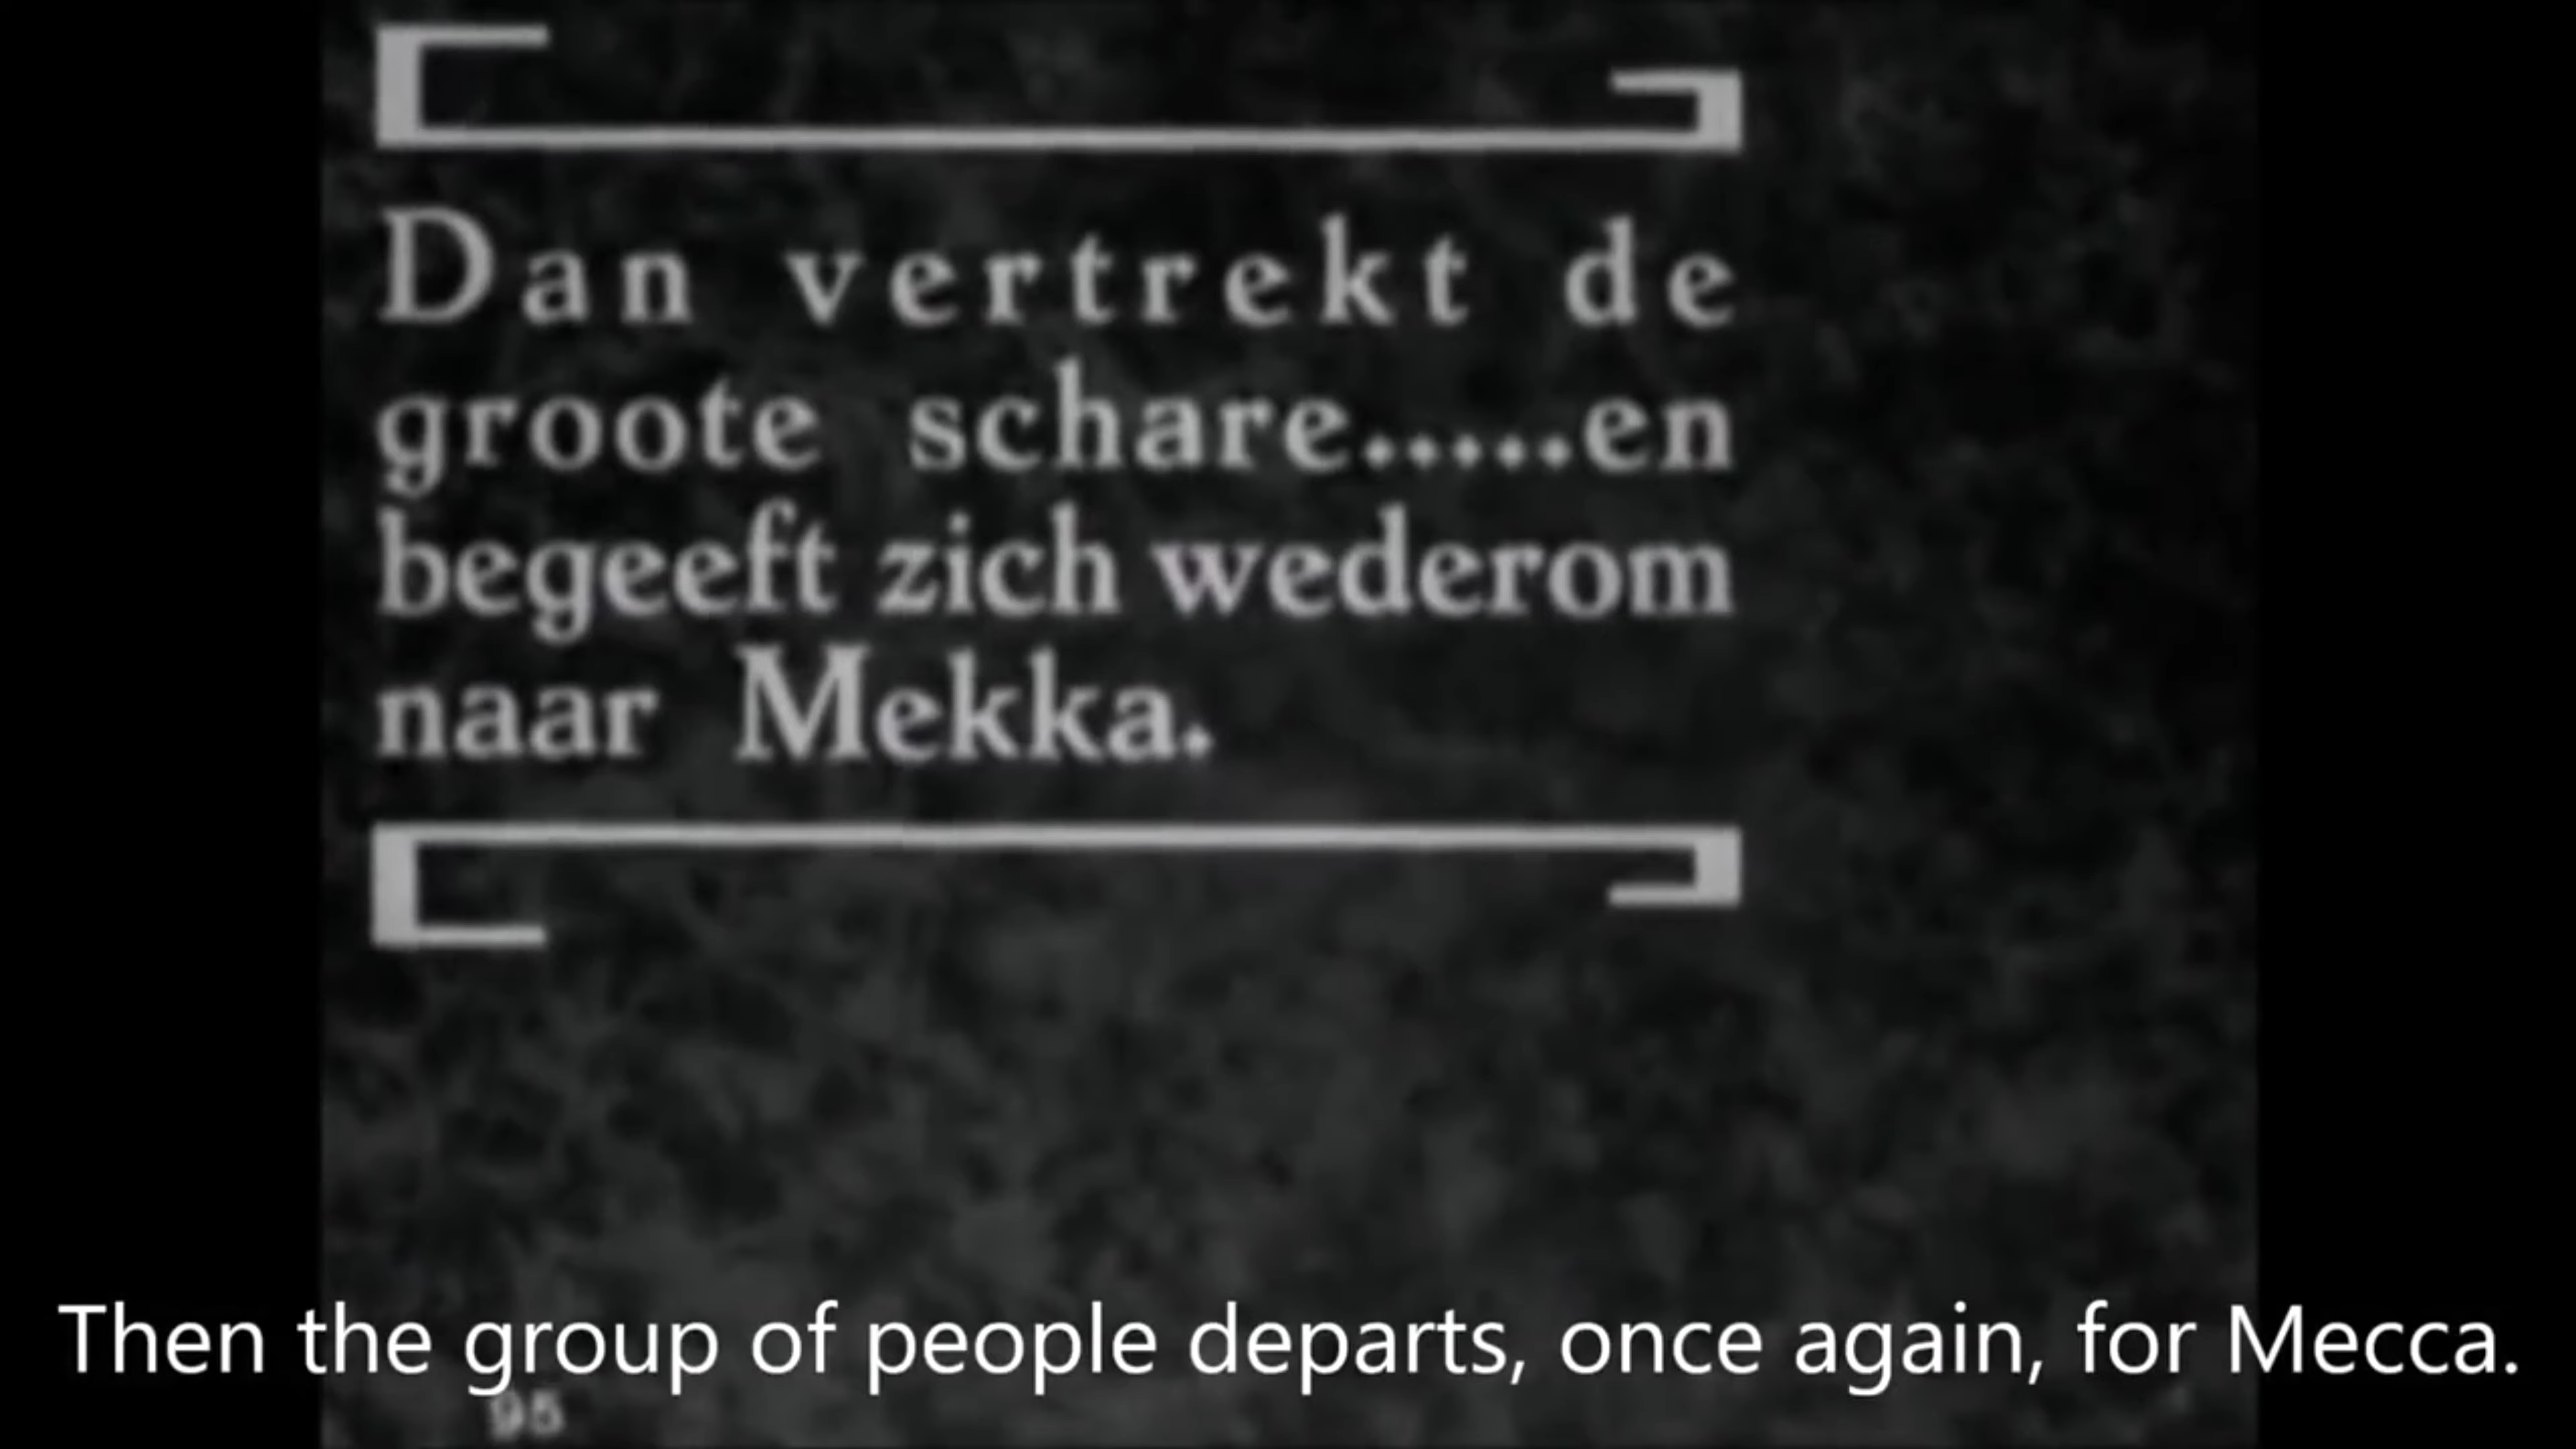 Dan vertrekt de
groote schare.....en
begeeft zich wederom
naar Mekka.
Then the group of people departs, once again, for Mecca.
95